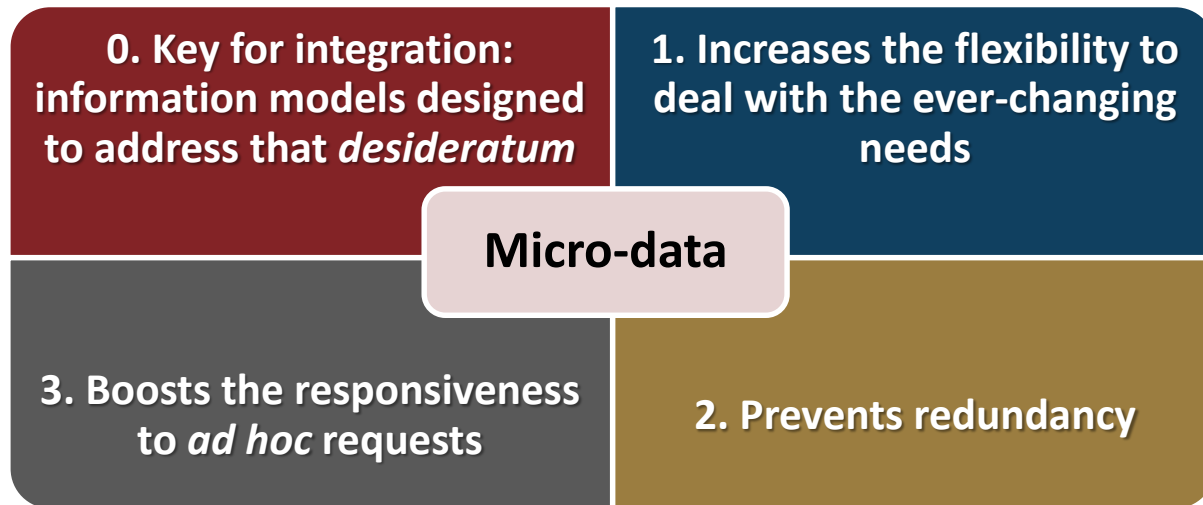 0. Key for integration:
information models designed
to address that desideratum
1. Increases the flexibility to
deal with the ever-changing
needs
Micro-data
3. Boosts the responsiveness
to ad hoc requests
2. Prevents redundancy